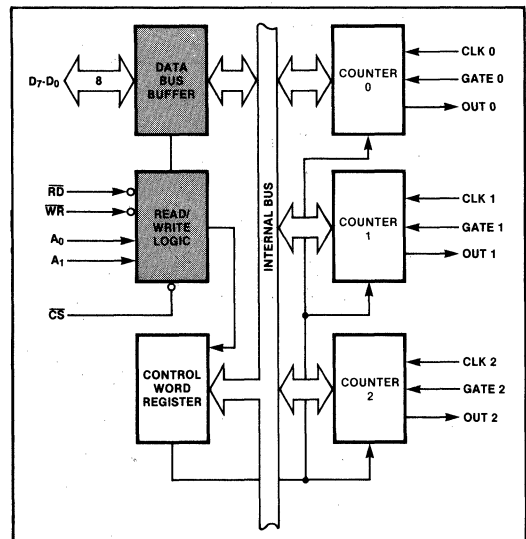 D7-D0
8
DATA
BUS
BUFFER
RD
WR
A0
A1
READ/
WRITE
LOGIC
CS
CONTROL
WORD
REGISTER
INTERNAL BUS
COUNTER
0
CLK 0
GATE 0
OUT 0
COUNTER
1
CLK 1
GATE 1
OUT 1
COUNTER
2
CLK 2
GATE 2
OUT 2